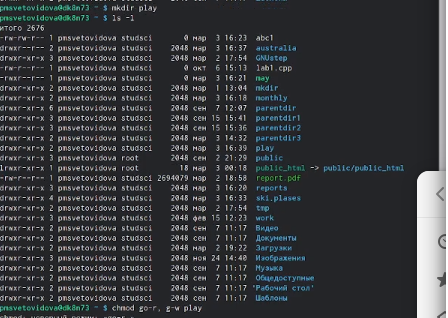 pmsvetovidova@dk8n73 ~ $ mkdir play
pmsvetovidova@dk8n73 ~ $ ls -l
итого 2676
-rw-rw-r-- 1 pmsvetovidova studsci 0 мар 3 16:23 abc1
drwxr--r-- 2 pmsvetovidova studsci 2048 мар 3 16:37 australia
drwxr-xr-x 3 pmsvetovidova studsci 2048 мар 2 17:54 GNUstep
-rw-r--r-- 1 pmsvetovidova studsci 0 окт 6 15:13 lab1.cpp
1 pmsvetovidova studsci 0 мар 3 16:21 may
drwxr-xr-x 2 pmsvetovidova studsci 2048 мар 1 13:04 mkdir
drwxr-xr-x 2 pmsvetovidova studsci 2048 мар 3 16:18 monthly
drwxr-xr-x 6 pmsvetovidova studsci 2048 сен 7 12:07 parentdir
drwxr-xr-x 3 pmsvetovidova studsci 2048 сен 15 15:41 parentdir1
drwxr-xr-x 3 pmsvetovidova studsci 2048 сен 15 15:36 parentdir2
drwxr-xr-x 3 pmsvetovidova studsci 2048 мар 3 14:32 parentdir3
drwxr-xr-x 2 pmsvetovidova studsci 2048 мар 3 16:39 play
drwxr-xr-x 3 pmsvetovidova root 2048 сен 2 21:29 public
lrwxr-xr-x 1 pmsvetovidova root 18 мар 3 00:18 public_html -> public/public_html
1 pmsvetovidova studsci 2694079 мар 2 18:58 report.pdf
drwxr-xr-x 3 pmsvetovidova studsci 2048 мар 3 16:20 reports
drwxr-xr-x 4 pmsvetovidova studsci 2048 мар 3 16:33 ski.plases
drwxr-xr-x 2 pmsvetovidova studsci 2048 мар 2 17:54 tmp
drwxr-xr-x 3 pmsvetovidova studsci 2048 фев 15 12:23 work
drwxr-xr-x 2 pmsvetovidova studsci 2048 сен 7 11:17 Видео
drwxr-xr-x 2 pmsvetovidova studsci 2048 сен 7 11:17 Документы
drwxr-xr-x 2 pmsvetovidova studsci 2048 мар 2 19:22 Загрузки
drwxr-xr-x 3 pmsvetovidova studsci 2048 ноя 24 14:40 Изображения
drwxr-xr-x 2 pmsvetovidova studsci 2048 сен 7 11:17 Музыка
drwxr-xr-x 2 pmsvetovidova studsci 2048 сен 7 11:17 Общедоступные
drwxr-xr-x 2 pmsvetovidova studsci 2048 сен 7 11:17 'Рабочий стол'
drwxr-xr-x 2 pmsvetovidova studsci 2048 сен 7 11:17 Шаблоны
pmsvetovidova@dk8n73 ~ $ chmod go-r, g-w play